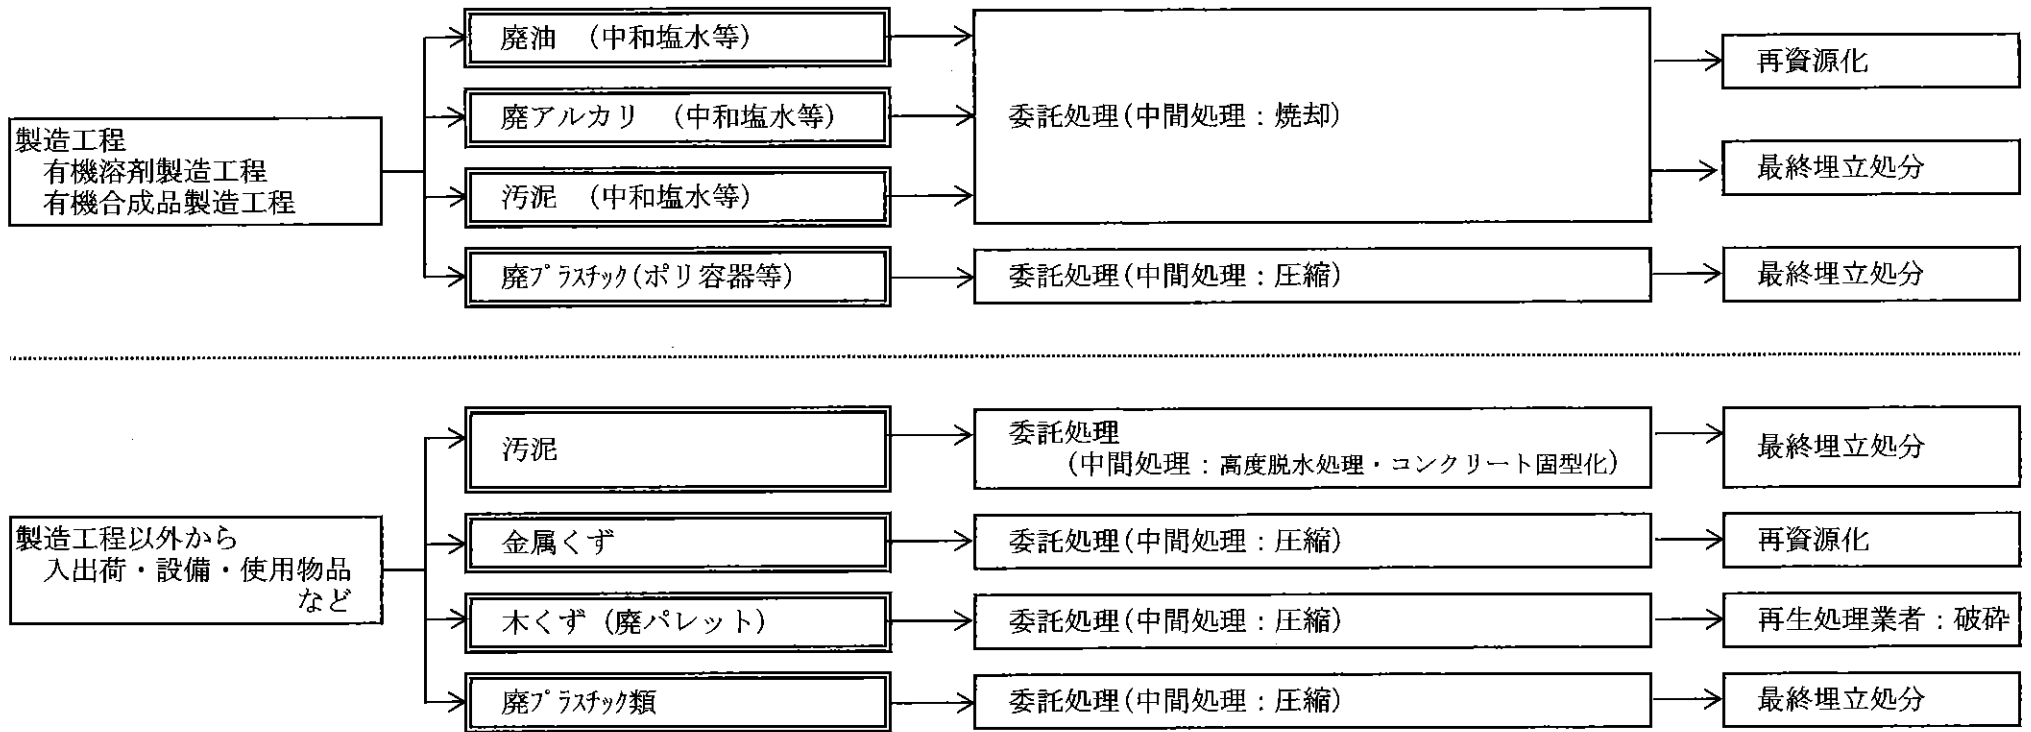 廃油 (中和塩水等)
再資源化
廃アルカリ (中和塩水等)
委託処理(中間処理：焼却)
製造工程
有機溶剤製造工程
有機合成品製造工程
最終埋立処分
汚泥 (中和塩水等)
廃ﾌﾟﾗｽﾁｯｸ(ポリ容器等)
委託処理(中間処理：圧縮)
最終埋立処分
汚泥
委託処理
(中間処理：高度脱水処理・コンクリート固型化)
最終埋立処分
製造工程以外から
入出荷・設備・使用物品
など
金属くず
委託処理(中間処理：圧縮)
再資源化
木くず (廃パレット)
委託処理(中間処理：圧縮)
再生処理業者：破砕
廃ﾌﾟﾗｽﾁｯｸ類
委託処理(中間処理：圧縮)
最終埋立処分